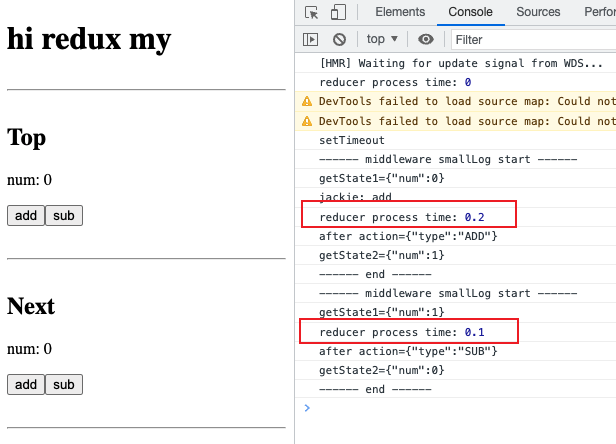 hi redux my
Top
num: 0
add sub
Next
num: 0
add sub
Elements Console Sources
top Filter
[HMR] Waiting for update signal from WDS...
reducer process time: 0
DevTools failed to load source map: Could not
DevTools failed to load source map: Could not
setTimeout
------ middleware smallLog start ------
getState1={"num":0}
jackie: add
reducer process time: 0.2
after action={"type":"ADD"}
getState2={"num":1}
------ end ------
------ middleware smallLog start ------
getState1={"num":1}
reducer process time: 0.1
after action={"type":"SUB"}
getState2={"num":0}
------ end ------